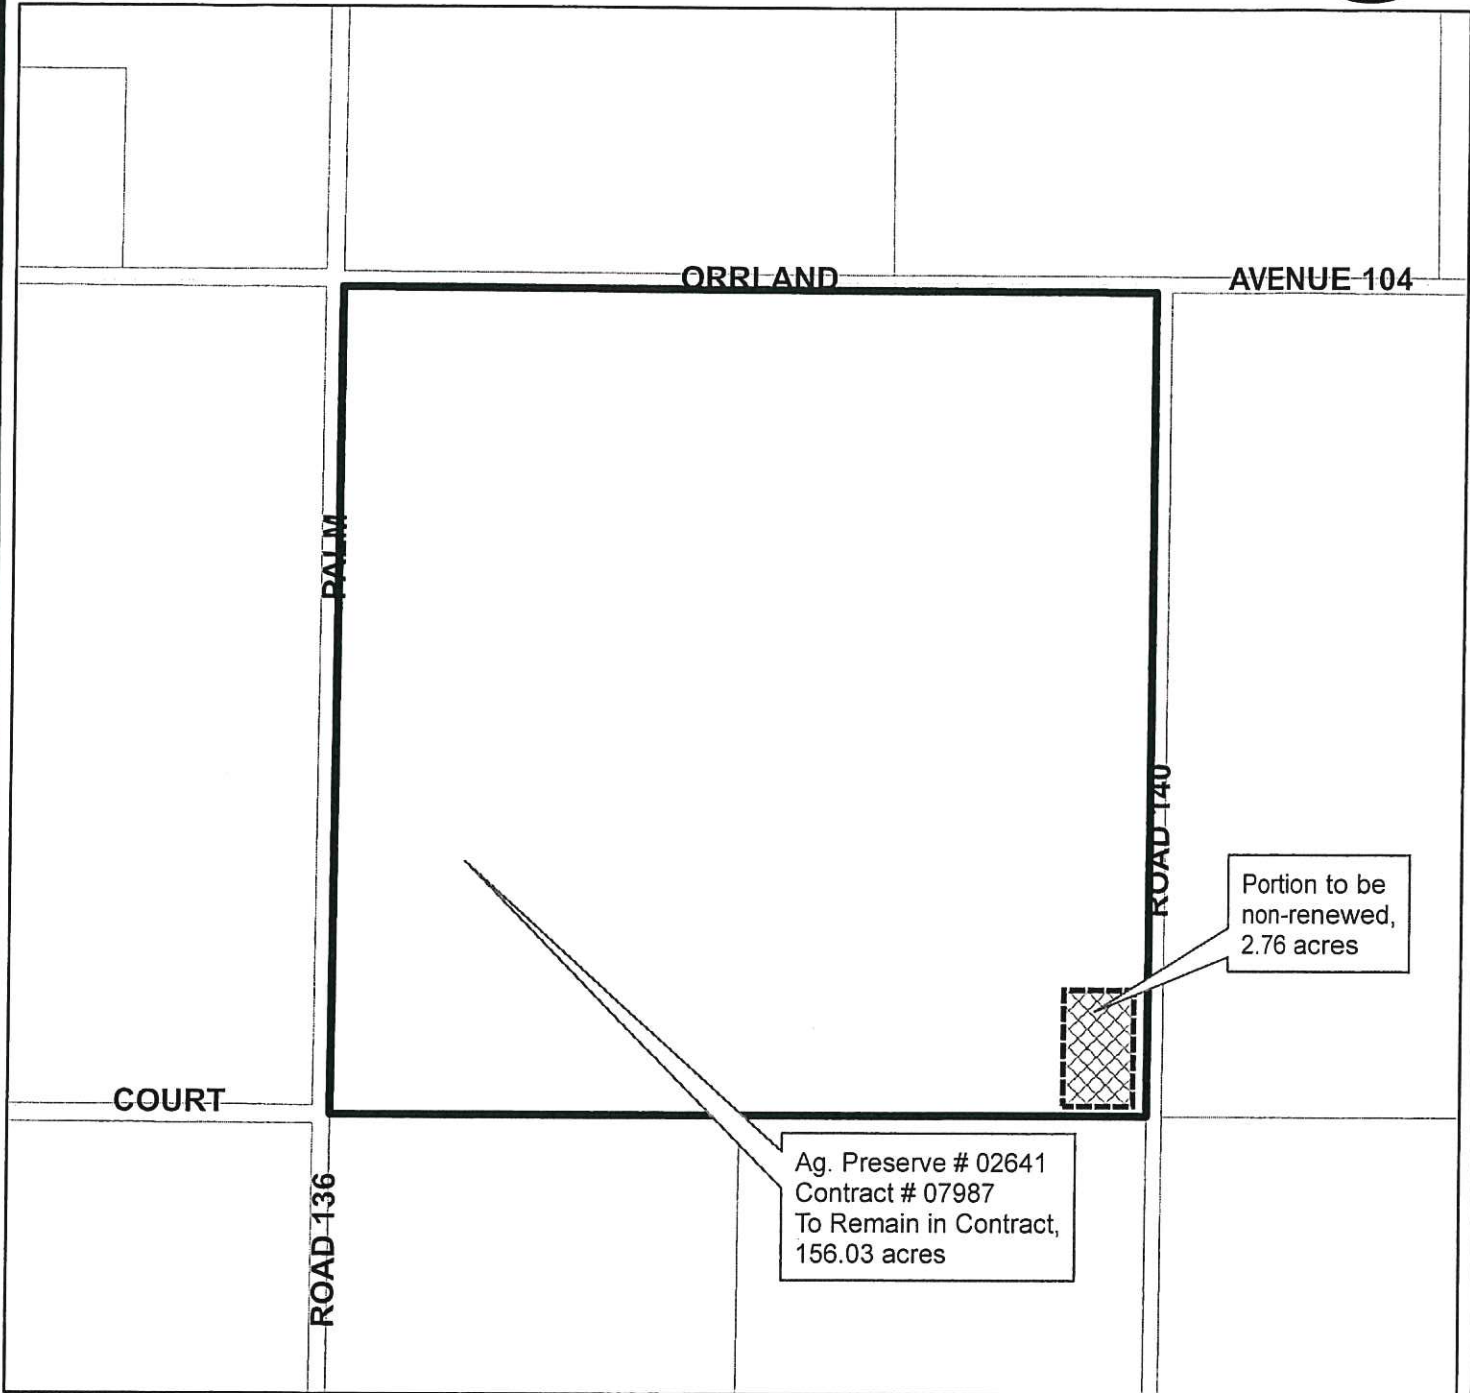 ORRLAND
AVENUE 104
PALM
ROAD 140
Portion to be
non-renewed,
2.76 acres
COURT
Ag. Preserve # 02641
Contract # 07987
To Remain in Contract,
156.03 acres
ROAD 136